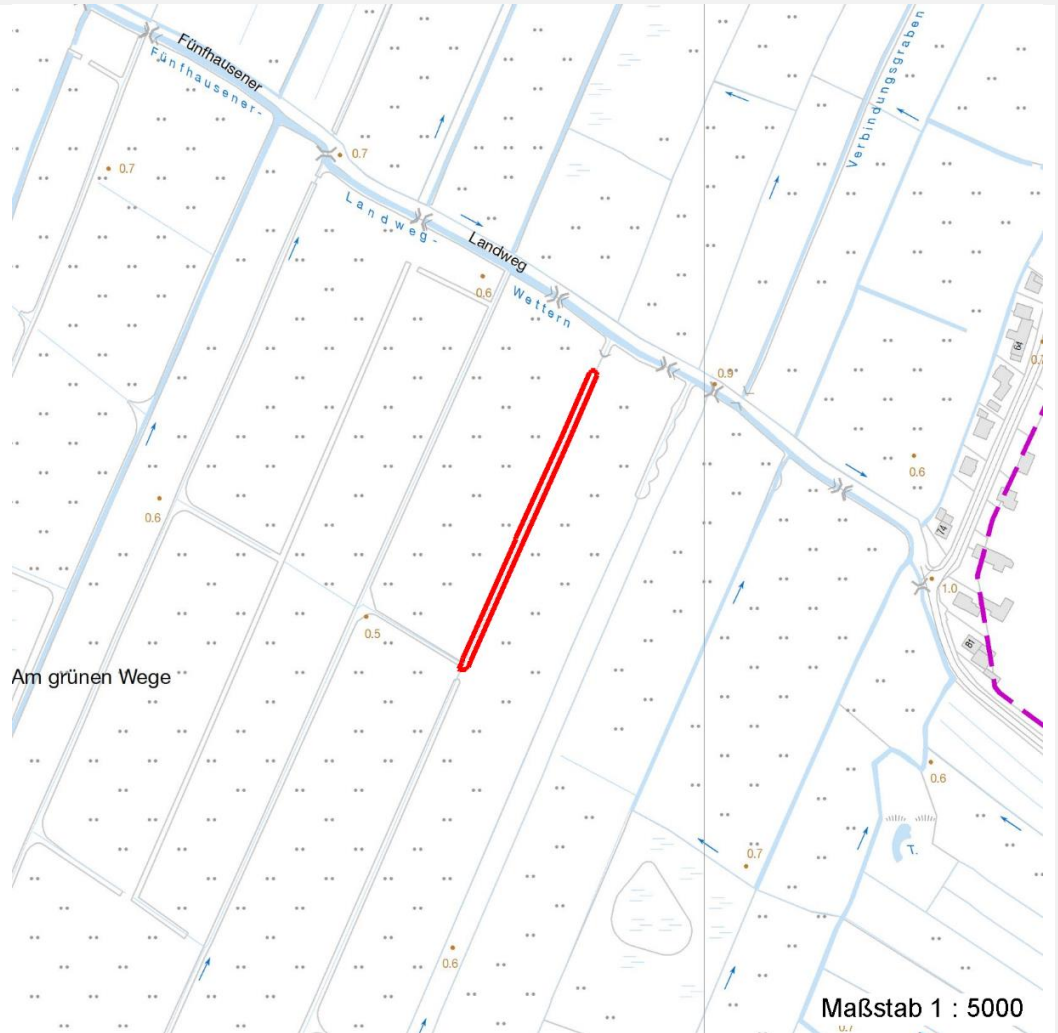 Fünfhausener
Fünfhausener-
Verbindungsgraben
0.7
0.7
Landweg-
Landweg
0.6
Wettern
64
0.9
0.6
0.6
74
1.0
0.5
81
Am grünen Wege
0.6
T.
0.7
0.6
Maßstab 1 : 5000